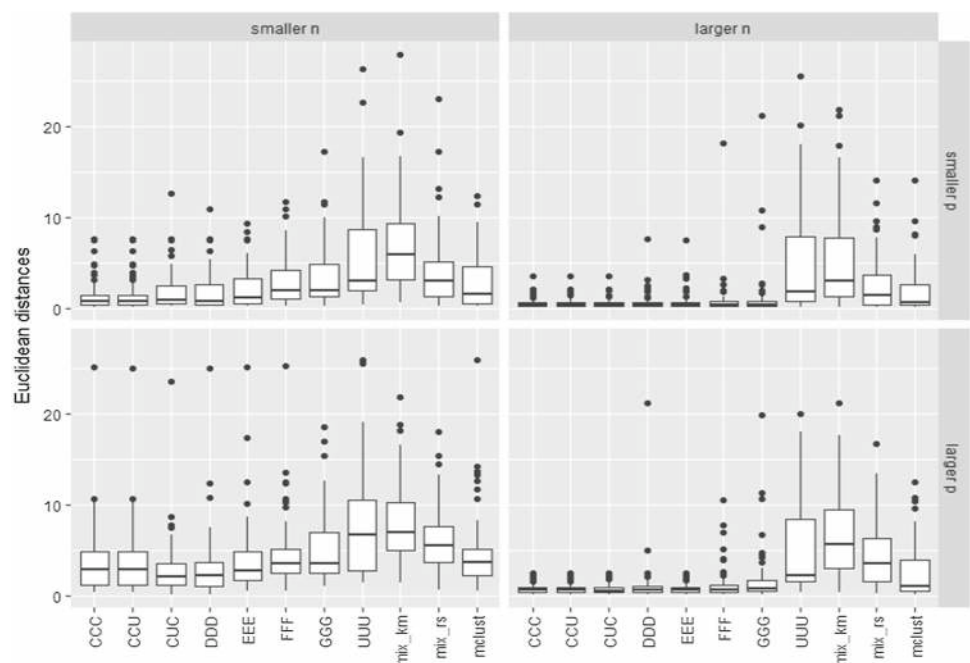 smaller n
larger n
Euclidean distances
20
10
0
smaller p
20
10
0
larger p
CCC
CCU
CUC
DDD
EEE
FFF
GGG
UUU
mix_km
mix_rs
mclust
CCC
CCU
CUC
DDD
EEE
FFF
GGG
UUU
mix_km
mix_rs
mclust